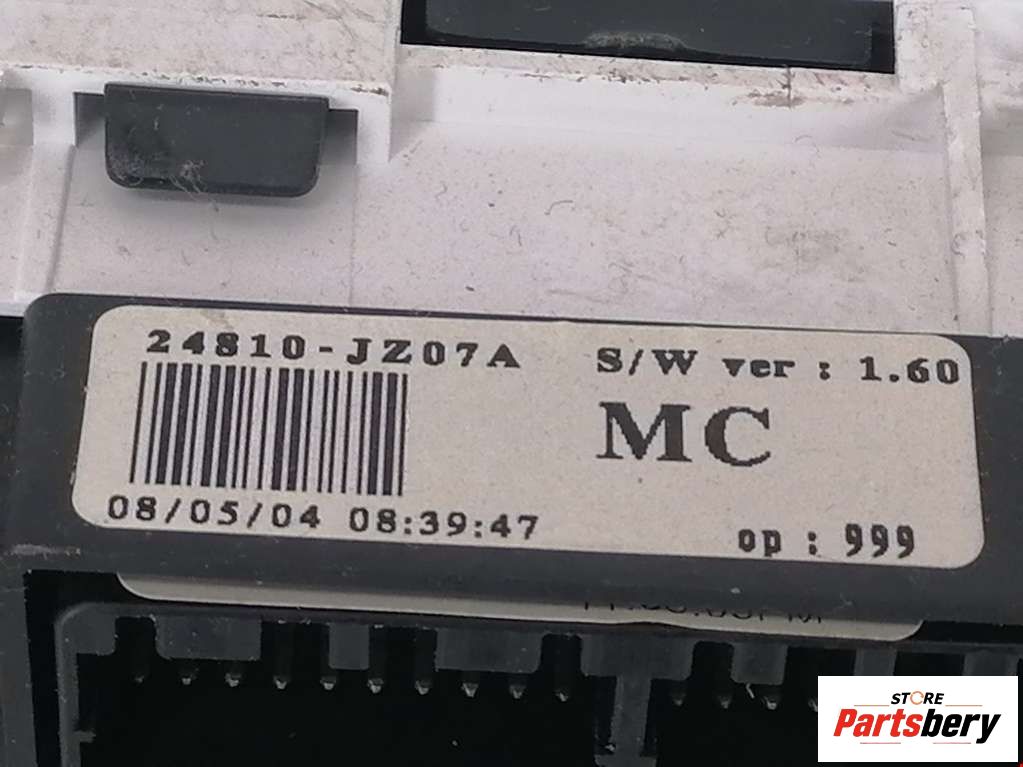 24810-JZ07A S/W ver : 1.60
MC
08/05/04 08:39:47
op : 999
STORE
Partsbery